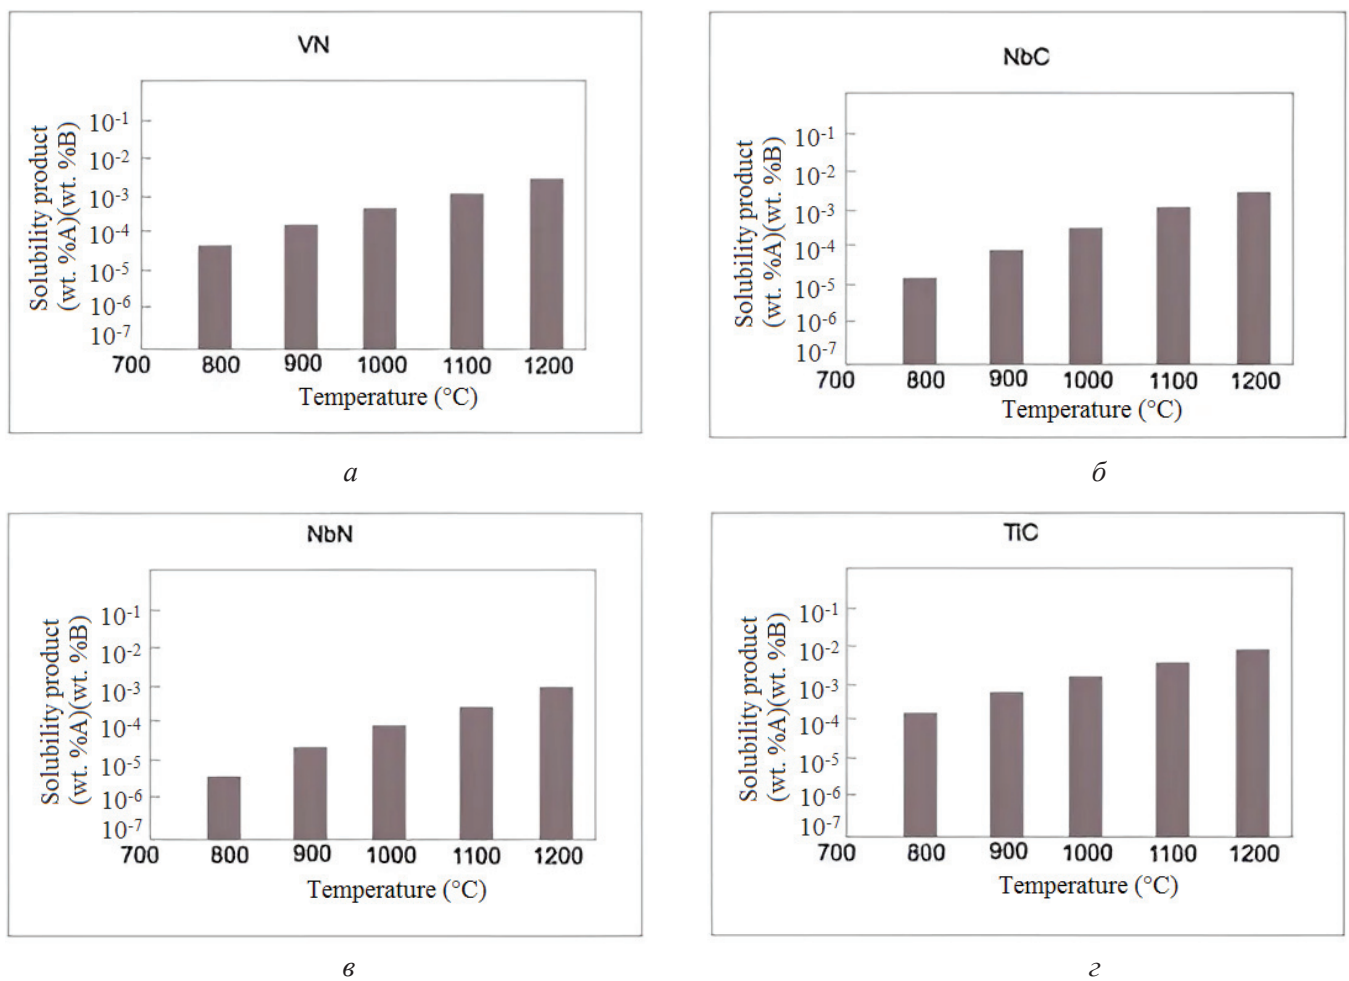 VN
Solubility product
(wt. %A)(wt. %B)
10-1
10-2
10-3
10-4
10-5
10-6
10-7
700 800 900 1000 1100 1200
Temperature (°C)
а
NbC
Solubility product
(wt. %A)(wt. %B)
10-1
10-2
10-3
10-4
10-5
10-6
10-7
700 800 900 1000 1100 1200
Temperature (°C)
б
NbN
Solubility product
(wt. %A)(wt. %B)
10-1
10-2
10-3
10-4
10-5
10-6
10-7
700 800 900 1000 1100 1200
Temperature (°C)
в
TiC
Solubility product
(wt. %A)(wt. %B)
10-1
10-2
10-3
10-4
10-5
10-6
10-7
700 800 900 1000 1100 1200
Temperature (°C)
г